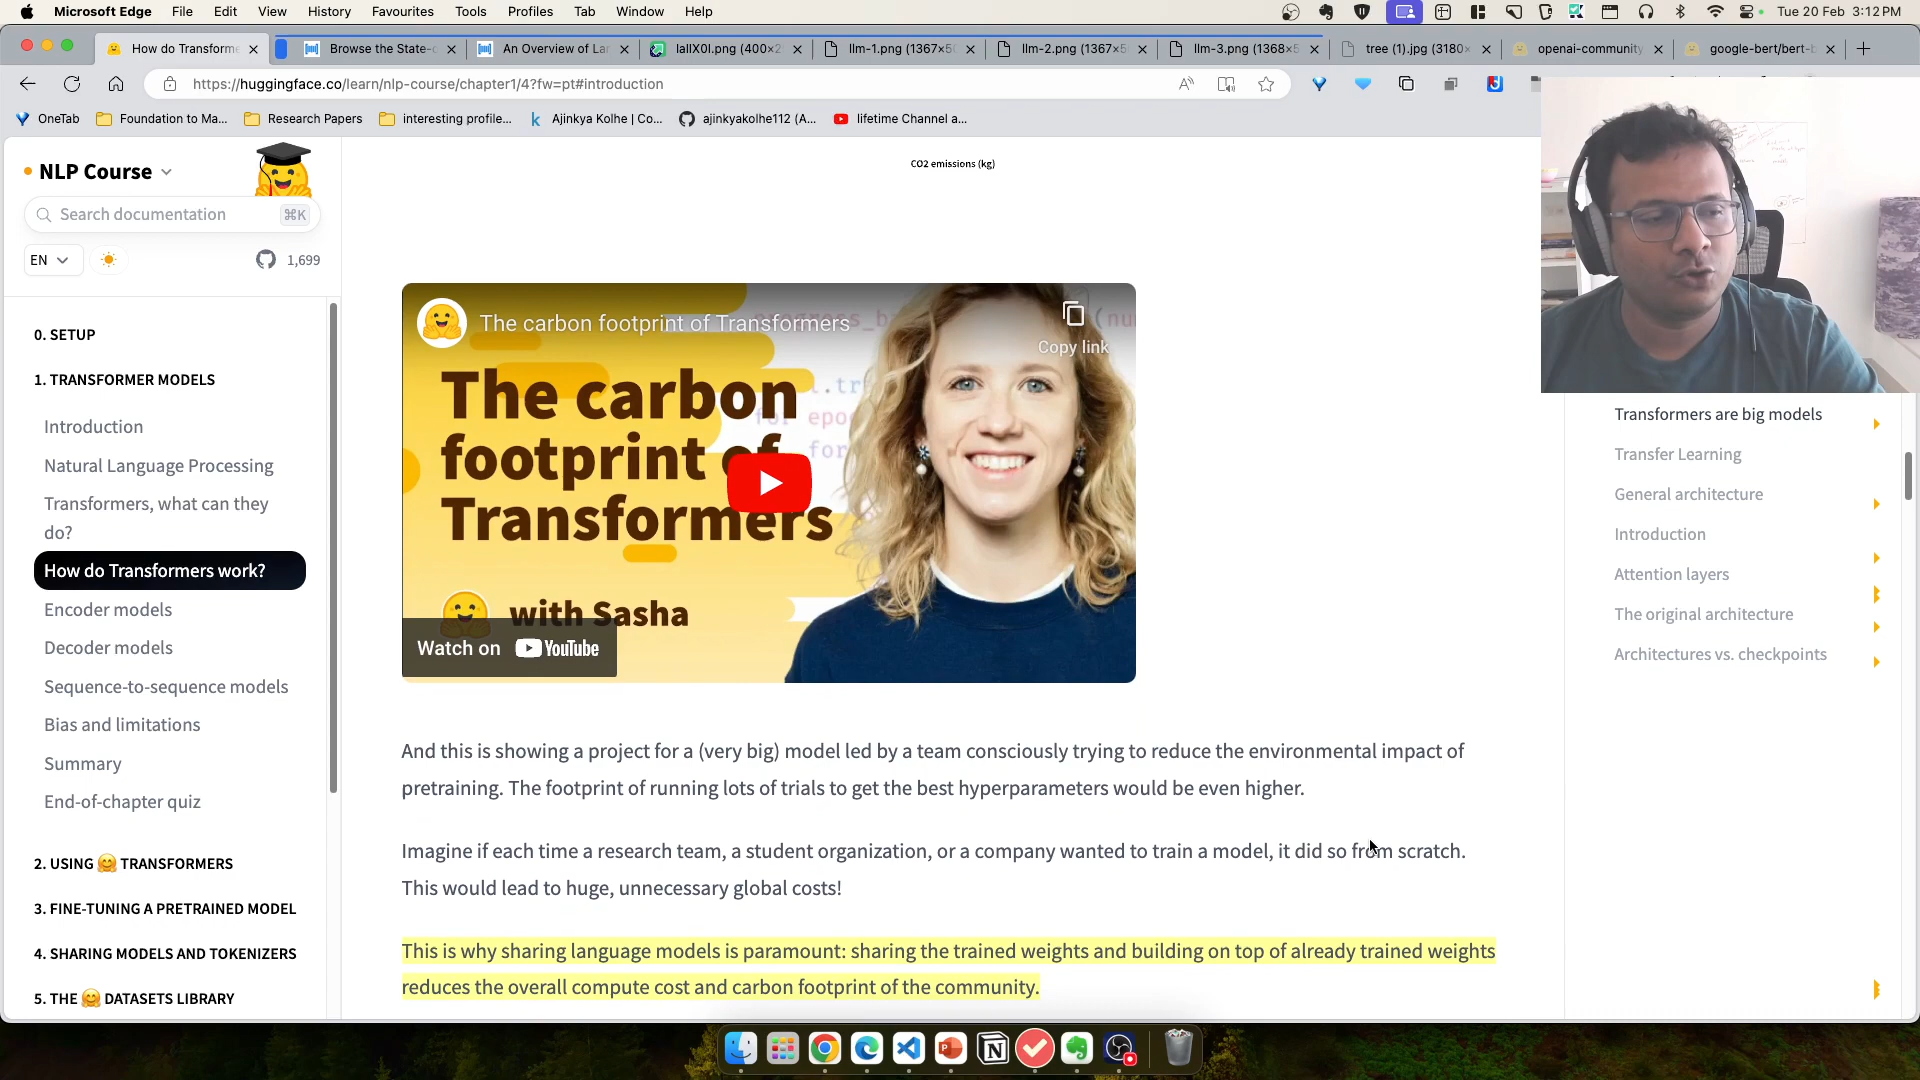 Microsoft Edge File Edit View History Favourites Tools Profiles Tab Window Help
Tue 20 Feb 3:12 PM
How do Transforme
Browse the State-o
An Overview of Lar
lallX0I.png (400×2
llm-1.png (1367×5
llm-2.png (1367×5
llm-3.png (1368×5
tree (1).jpg (3180×
openai-community
google-bert/bert-b
https://huggingface.co/learn/nlp-course/chapter1/4?fw=pt#introduction
OneTab
Foundation to Ma...
Research Papers
interesting profile...
Ajinkya Kolhe | Co...
ajinkyakolhe112 (A...
lifetime Channel a...
NLP Course
Search documentation
⌘K
EN
1,699
0. SETUP
1. TRANSFORMER MODELS
Introduction
Natural Language Processing
Transformers, what can they
do?
How do Transformers work?
Encoder models
Decoder models
Sequence-to-sequence models
Bias and limitations
Summary
End-of-chapter quiz
2. USING 🤗 TRANSFORMERS
3. FINE-TUNING A PRETRAINED MODEL
4. SHARING MODELS AND TOKENIZERS
5. THE 🤗 DATASETS LIBRARY
CO2 emissions (kg)
The carbon footprint of Transformers
Copy link
The carbon
footprint of
Transformers
with Sasha
Watch on YouTube
And this is showing a project for a (very big) model led by a team consciously trying to reduce the environmental impact of
pretraining. The footprint of running lots of trials to get the best hyperparameters would be even higher.
Imagine if each time a research team, a student organization, or a company wanted to train a model, it did so from scratch.
This would lead to huge, unnecessary global costs!
This is why sharing language models is paramount: sharing the trained weights and building on top of already trained weights
reduces the overall compute cost and carbon footprint of the community.
Transformers are big models
Transfer Learning
General architecture
Introduction
Attention layers
The original architecture
Architectures vs. checkpoints